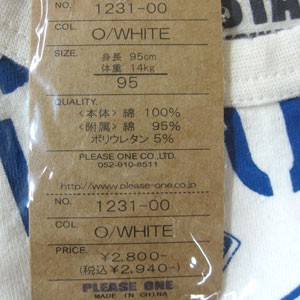 NO. 1231-00
COL. O/WHITE
SIZE. 身長 95cm
体重 14kg
95
QUALITY.
<本体> 綿 100%
<附属> 綿 95%
ポリウレタン 5%
PLEASE ONE CO.,LTD.
052-910-8511
http://www.please-one.co.jp
NO. 1231-00
COL. O/WHITE
PRICE. ¥2,800-
(税込¥2,940-)
PLEASE ONE
MADE IN CHINA